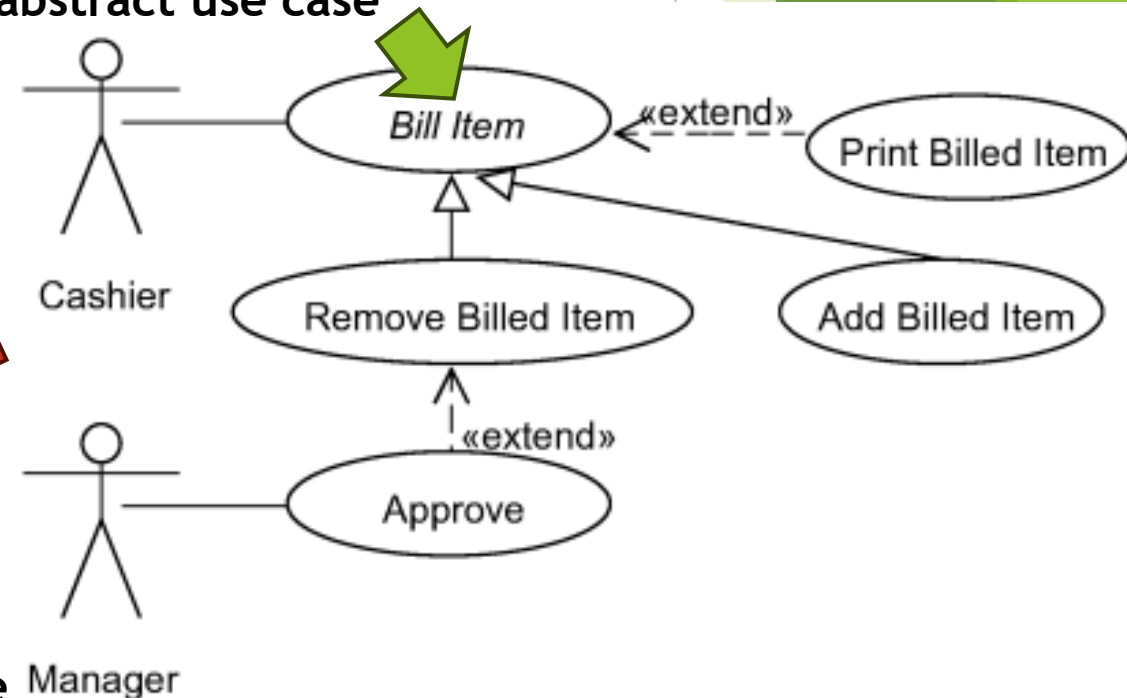 abstract use case
Bill Item
«extend»
Print Billed Item
Cashier
Remove Billed Item
Add Billed Item
«extend»
Approve
Manager